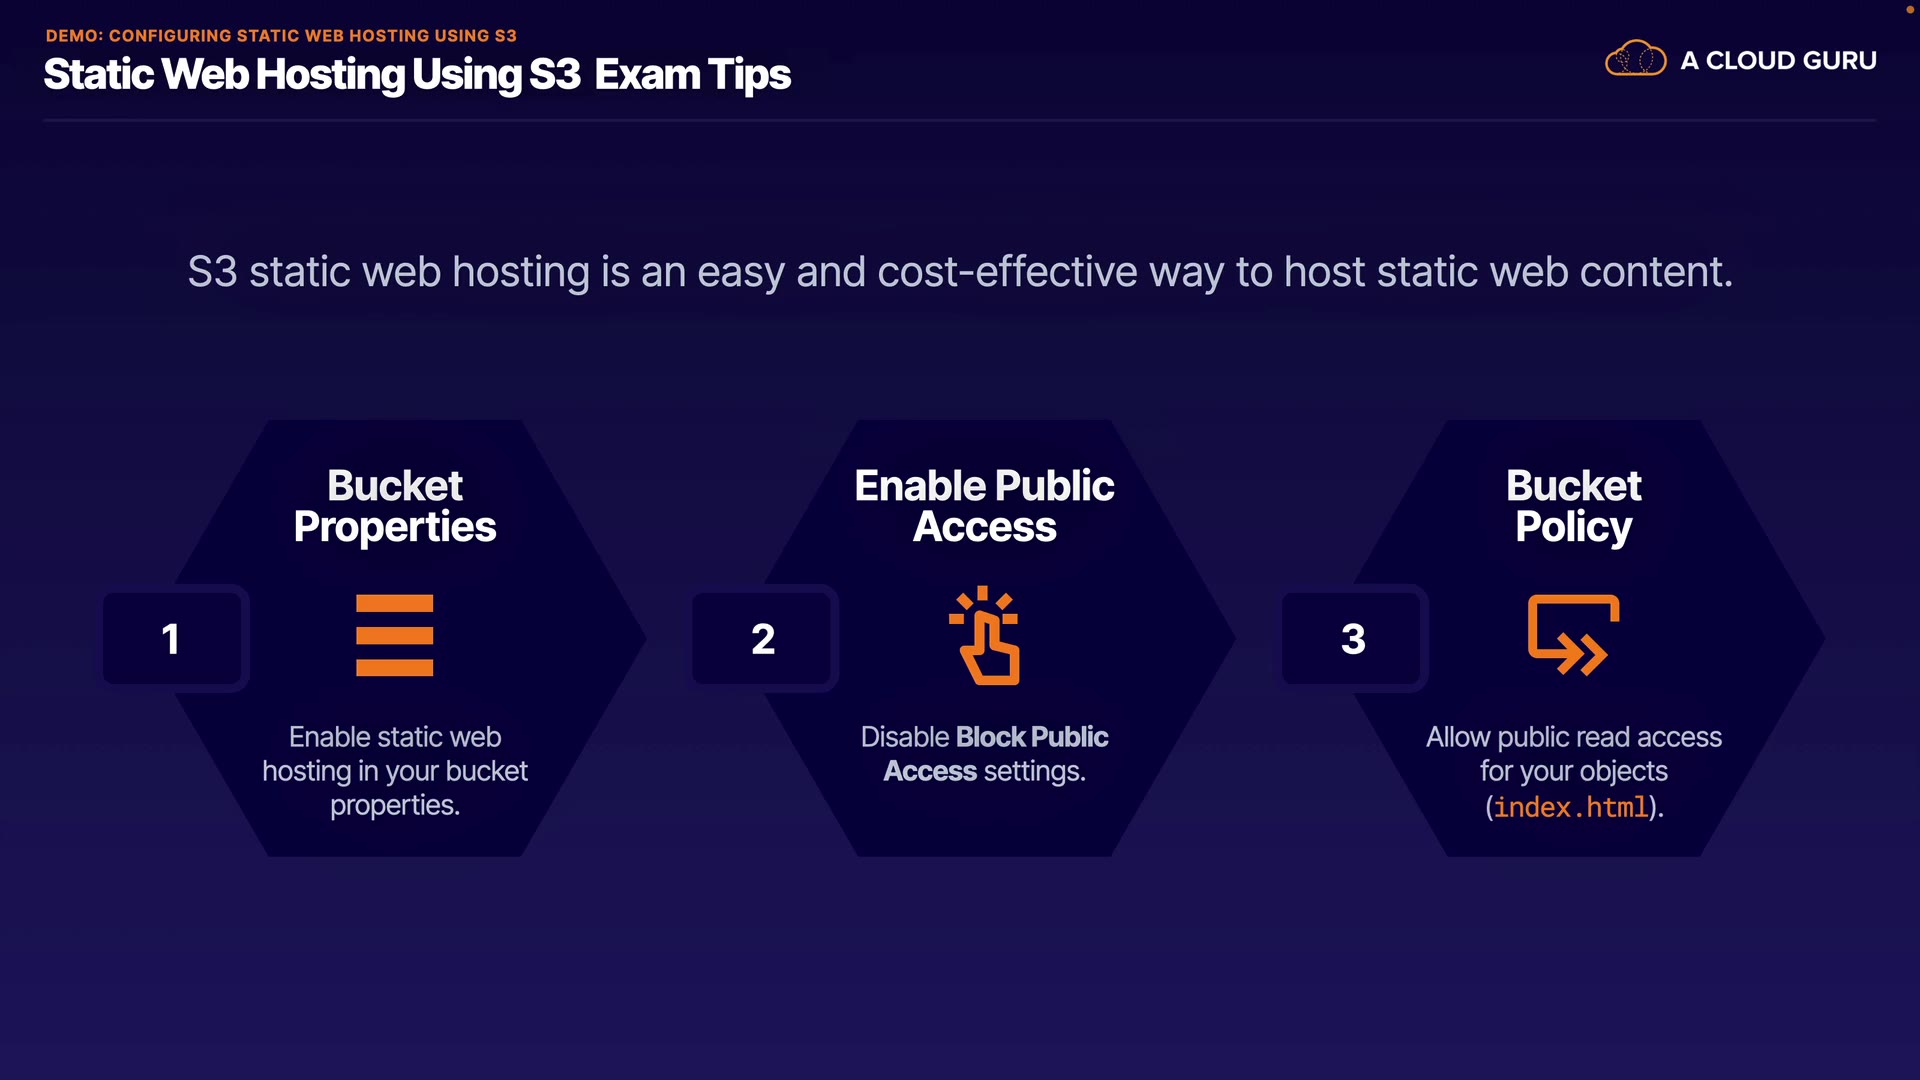 DEMO: CONFIGURING STATIC WEB HOSTING USING S3
Static Web Hosting Using S3 Exam Tips
A CLOUD GURU
S3 static web hosting is an easy and cost-effective way to host static web content.
1
Bucket
Properties
Enable static web
hosting in your bucket
properties.
2
Enable Public
Access
Disable Block Public
Access settings.
3
Bucket
Policy
Allow public read access
for your objects
(index.html).